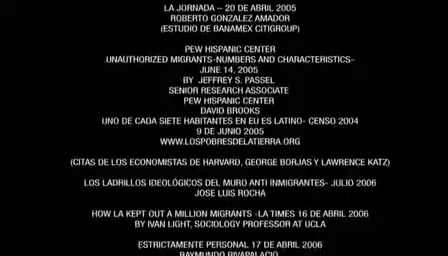 LA JORNADA – 20 DE ABRIL 2005
ROBERTO GONZALEZ AMADOR
(ESTUDIO DE BANAMEX CITIGROUP)
PEW HISPANIC CENTER
UNAUTHORIZED MIGRANTS-NUMBERS AND CHARACTERISTICS-
JUNE 14, 2005
BY JEFFREY S. PASSEL
SENIOR RESEARCH ASSOCIATE
PEW HISPANIC CENTER
DAVID BROOKS
UNO DE CADA SIETE HABITANTES EN EU ES LATINO- CENSO 2004
9 DE JUNIO 2005
WWW.LOSPOBRESDELATIERRA.ORG
(CITAS DE LOS ECONOMISTAS DE HARVARD, GEORGE BORJAS Y LAWRENCE KATZ)
LOS LADRILLOS IDEOLÓGICOS DEL MURO ANTI INMIGRANTES- JULIO 2006
JOSE LUIS ROCHA
HOW LA KEPT OUT A MILLION MIGRANTS -LA TIMES 16 DE ABRIL 2006
BY IVAN LIGHT, SOCIOLOGY PROFESSOR AT UCLA
ESTRICTAMENTE PERSONAL 17 DE ABRIL 2006
RAYMUNDO RIVAPALACIO